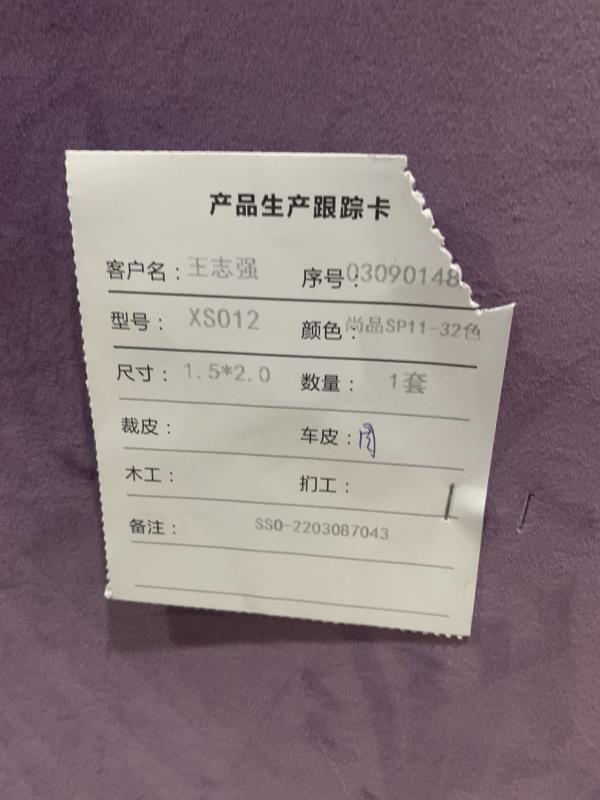 产品生产跟踪卡
客户名：王志强 序号：03090148
型号： XS012 颜色：尚品SP11-32色
尺寸：1.5*2.0 数量： 1套
裁皮： 车皮：
木工： 扪工：
备注： SSO-2203087043